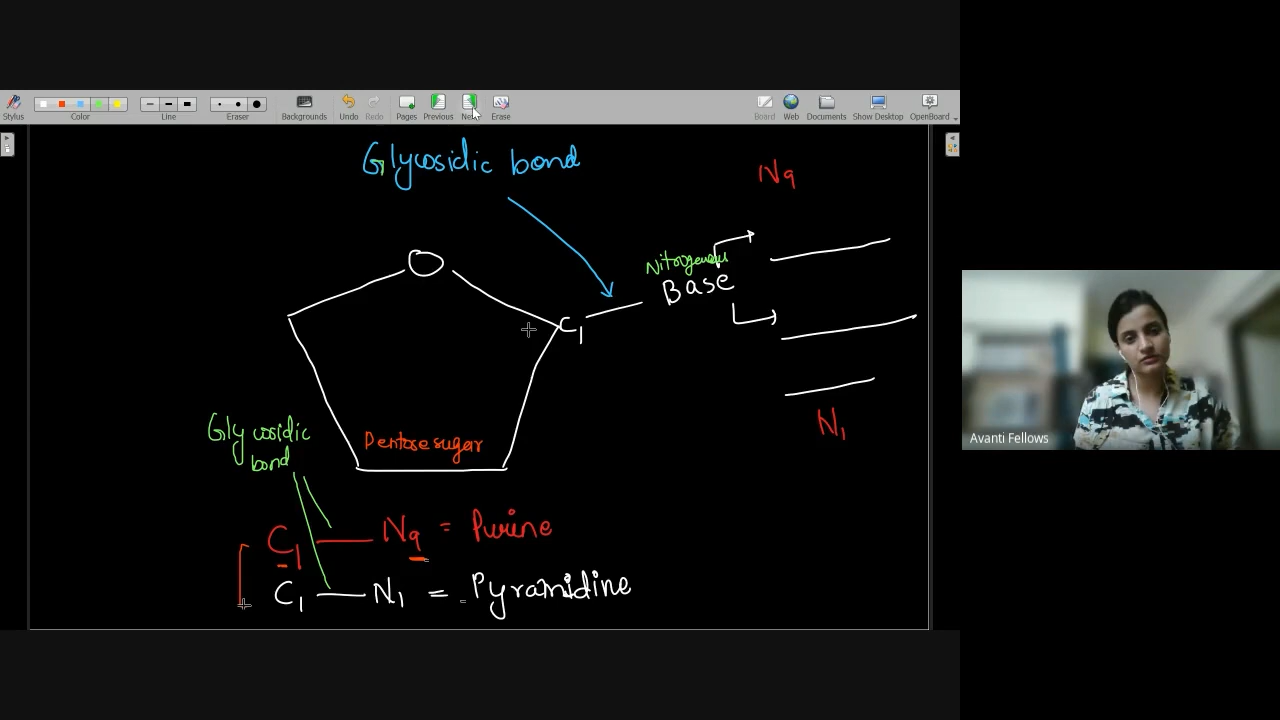 Stylus
Color
Line
Eraser
Backgrounds
Undo
Redo
Pages
Previous
Erase
Board
Web
Documents
Show Desktop
OpenBoard
Glycosidic bond
N9
Nitrogenous
Base
C1
Glycosidic
bond
Pentose sugar
N1
Avanti Fellows
C1 — N9 = Purine
C1 — N1 = Pyramidine